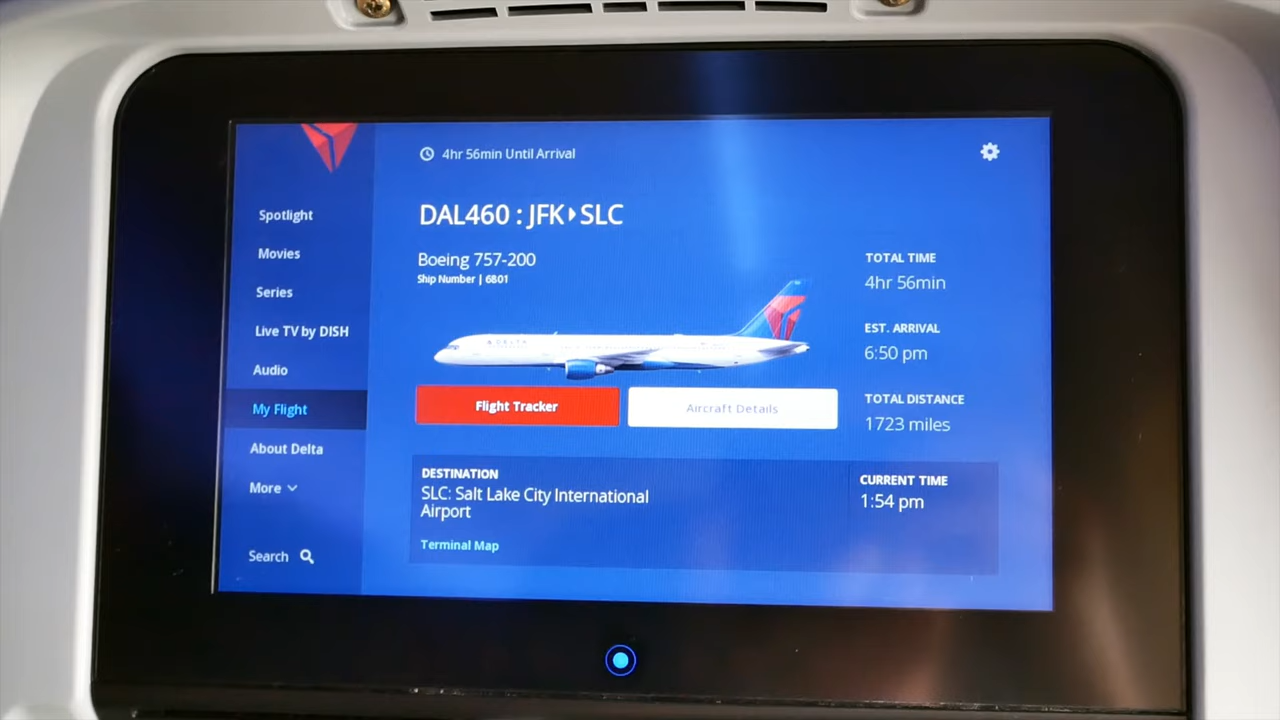 4hr 56min Until Arrival
DAL460 : JFK▸SLC
Boeing 757-200
Ship Number | 6801
DELTA
Flight Tracker
Aircraft Details
TOTAL TIME
4hr 56min
EST. ARRIVAL
6:50 pm
TOTAL DISTANCE
1723 miles
DESTINATION
SLC: Salt Lake City International
Airport
Terminal Map
CURRENT TIME
1:54 pm
Spotlight
Movies
Series
Live TV by DISH
Audio
My Flight
About Delta
More
Search